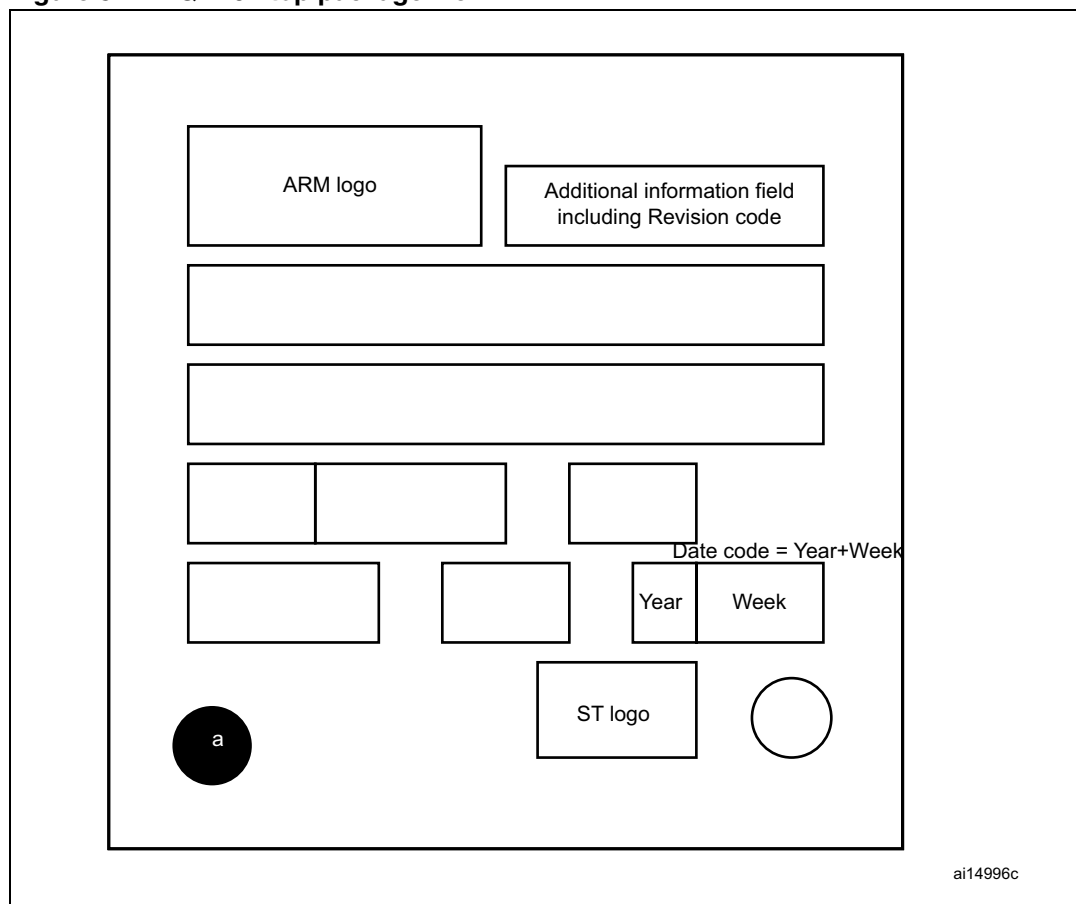 ARM logo
Additional information field
including Revision code
Date code = Year+Week
Year
Week
ST logo
a
ai14996c